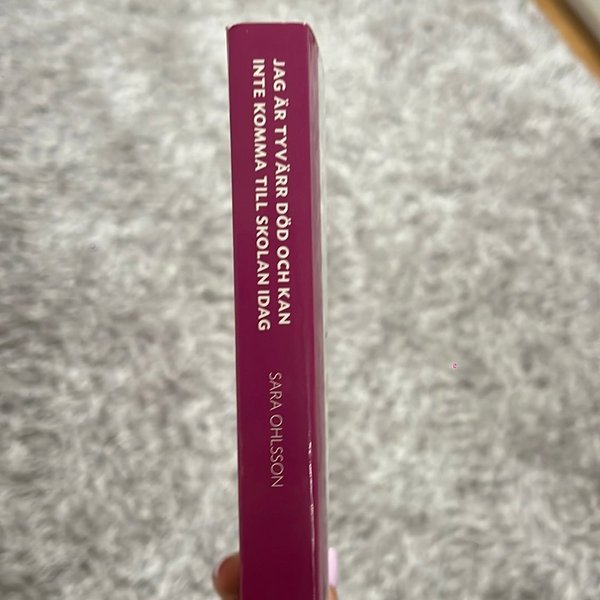 JAG ÄR TYVÄRR DÖD OCH KAN
INTE KOMMA TILL SKOLAN IDAG
SARA OHLSSON